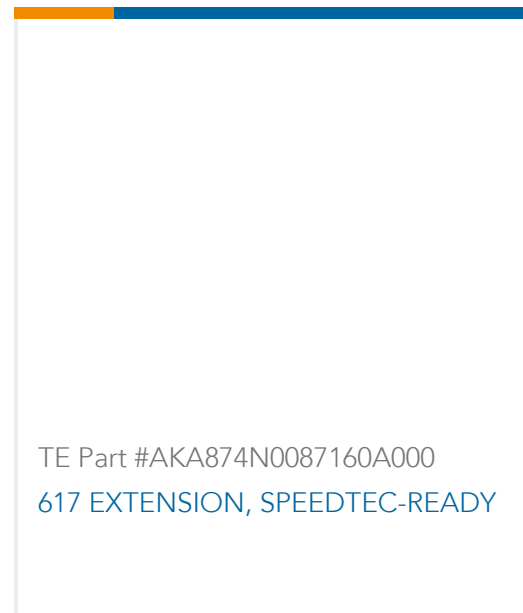 TE Part #AKA874N0087160A000
617 EXTENSION, SPEEDTEC-READY